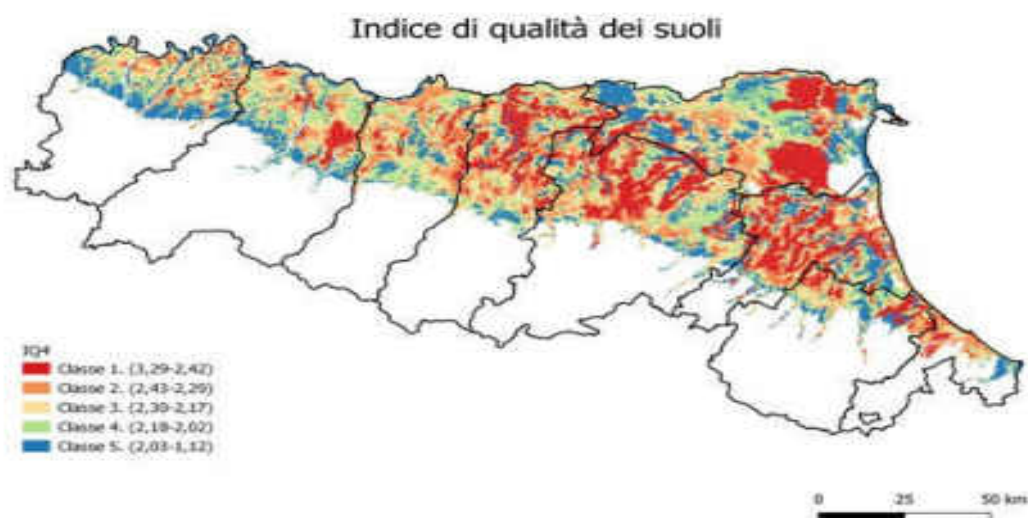 Indice di qualità dei suoli
IQ4
Classe 1. (3,29-2,42)
Classe 2. (2,43-2,29)
Classe 3. (2,30-2,17)
Classe 4. (2,18-2,02)
Classe 5. (2,03-1,12)
0 25 50 km